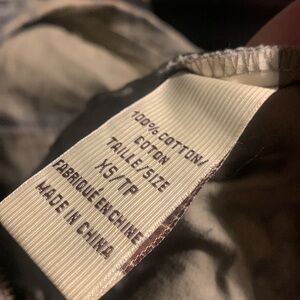 100% COTTON/
COTON
TAILLE/SIZE
XS/TP
FABRIQUÉ EN CHINE
MADE IN CHINA